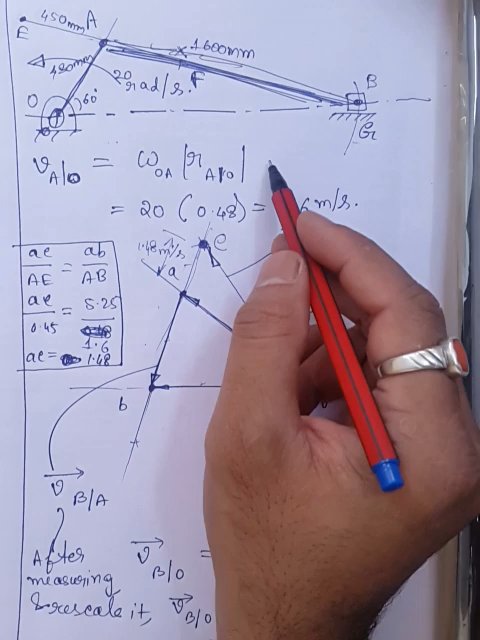 450mm A
E
1600mm
480mm
20 rad/s.
F
B
O
60°
G
V A/O = ω OA |r A/O|
= 20 (0.48) = 6 m/s.
ae/AE = ab/AB
ae/0.45 = 5.25/1.6
ae = 1.48
1.48 m/s
e
a
b
V B/A
After measuring & rescale it,
V B/O =
V B/O